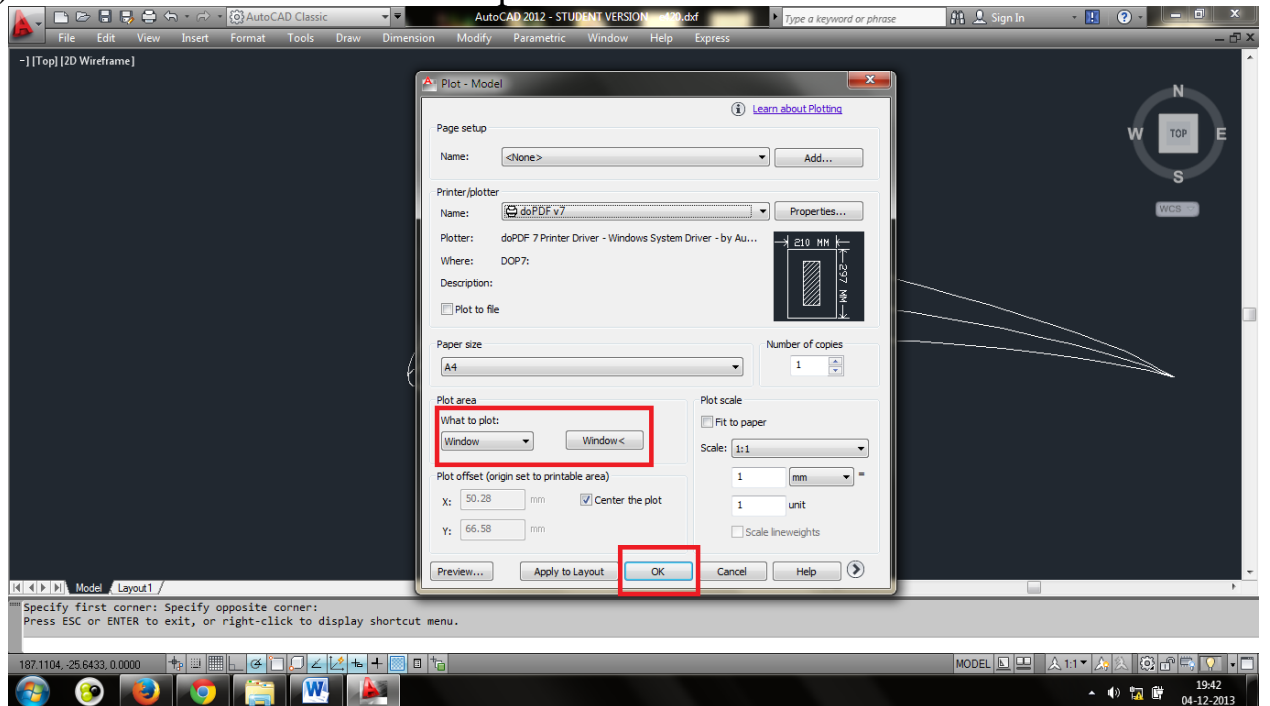 AutoCAD Classic
AutoCAD 2012 - STUDENT VERSION
Type a keyword or phrase
Sign In
File Edit View Insert Format Tools Draw Dimension Modify Parametric Window Help Express
-] [Top] [2D Wireframe]
Plot - Model
Learn about Plotting
Page setup
Name: <None> Add...
Printer/plotter
Name: doPDF v7 Properties...
Plotter: doPDF 7 Printer Driver - Windows System Driver - by Au...
Where: DOP7:
Description:
Plot to file
210 MM
297 MM
Paper size
A4
Number of copies
1
Plot area
What to plot:
Window Window<
Plot scale
Fit to paper
Scale: 1:1
1 mm =
1 unit
Scale lineweights
Plot offset (origin set to printable area)
X: 50.28 mm Center the plot
Y: 66.58 mm
Preview... Apply to Layout OK Cancel Help
N
W TOP E
S
WCS
Model Layout1
Specify first corner: Specify opposite corner:
Press ESC or ENTER to exit, or right-click to display shortcut menu.
187.1104, -25.6433, 0.0000
MODEL 1:1
19:42
04-12-2013